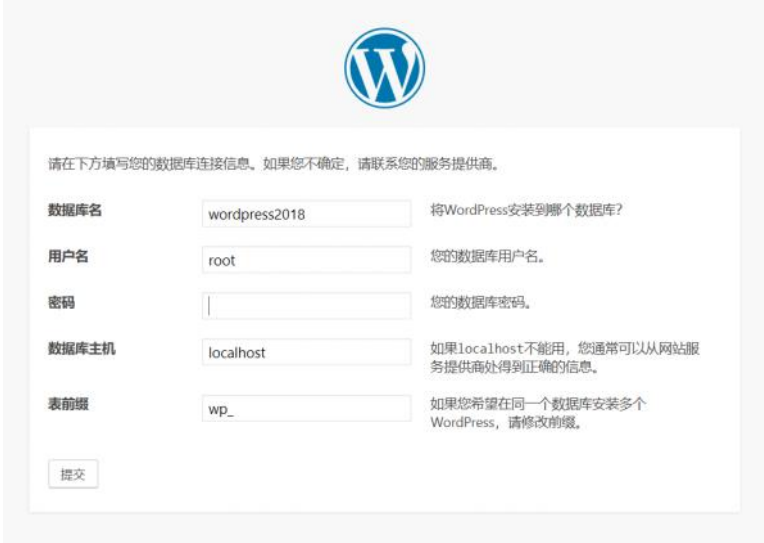 请在下方填写您的数据库连接信息。如果您不确定，请联系您的服务提供商。
数据库名 wordpress2018 将WordPress安装到哪个数据库？
用户名 root 您的数据库用户名。
密码 您的数据库密码。
数据库主机 localhost 如果localhost不能用，您通常可以从网站服
务提供商处得到正确的信息。
表前缀 wp_ 如果您希望在同一个数据库安装多个
WordPress，请修改前缀。
提交